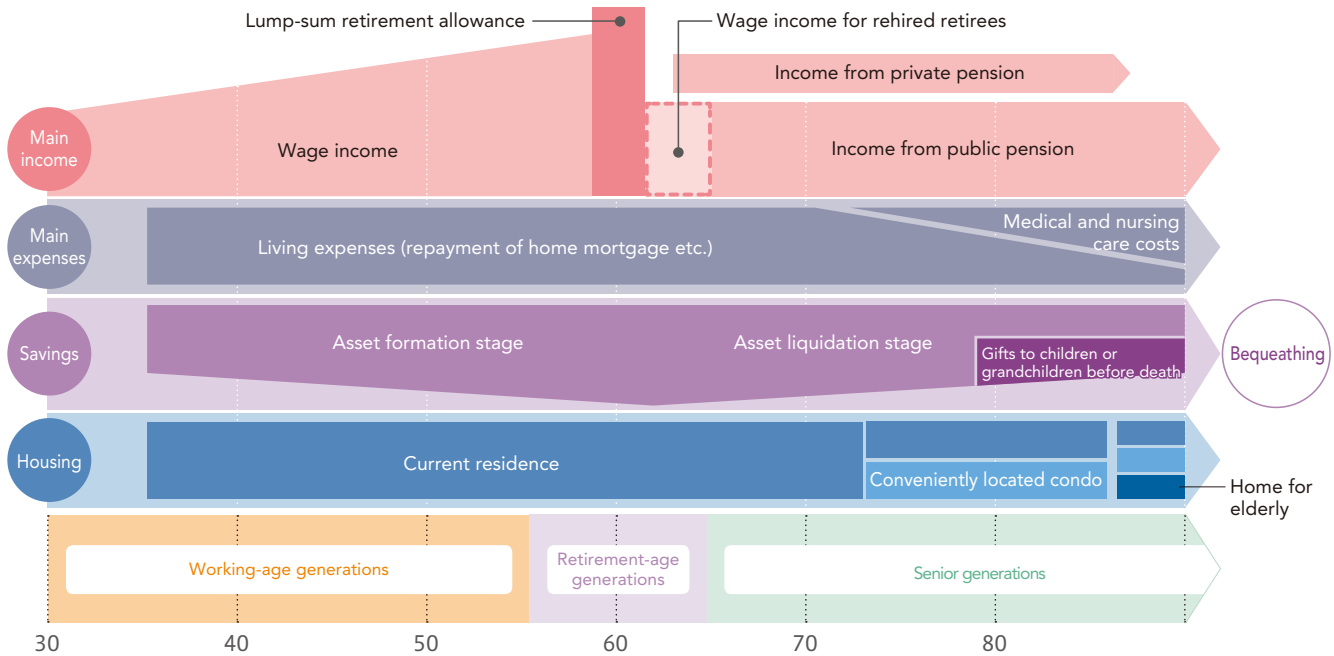 Lump-sum retirement allowance
Wage income for rehired retirees
Income from private pension
Main
income
Wage income
Income from public pension
Main
expenses
Living expenses (repayment of home mortgage etc.)
Medical and nursing
care costs
Savings
Asset formation stage
Asset liquidation stage
Gifts to children or
grandchildren before death
Bequeathing
Housing
Current residence
Conveniently located condo
Home for
elderly
Working-age generations
Retirement-age
generations
Senior generations
30 40 50 60 70 80